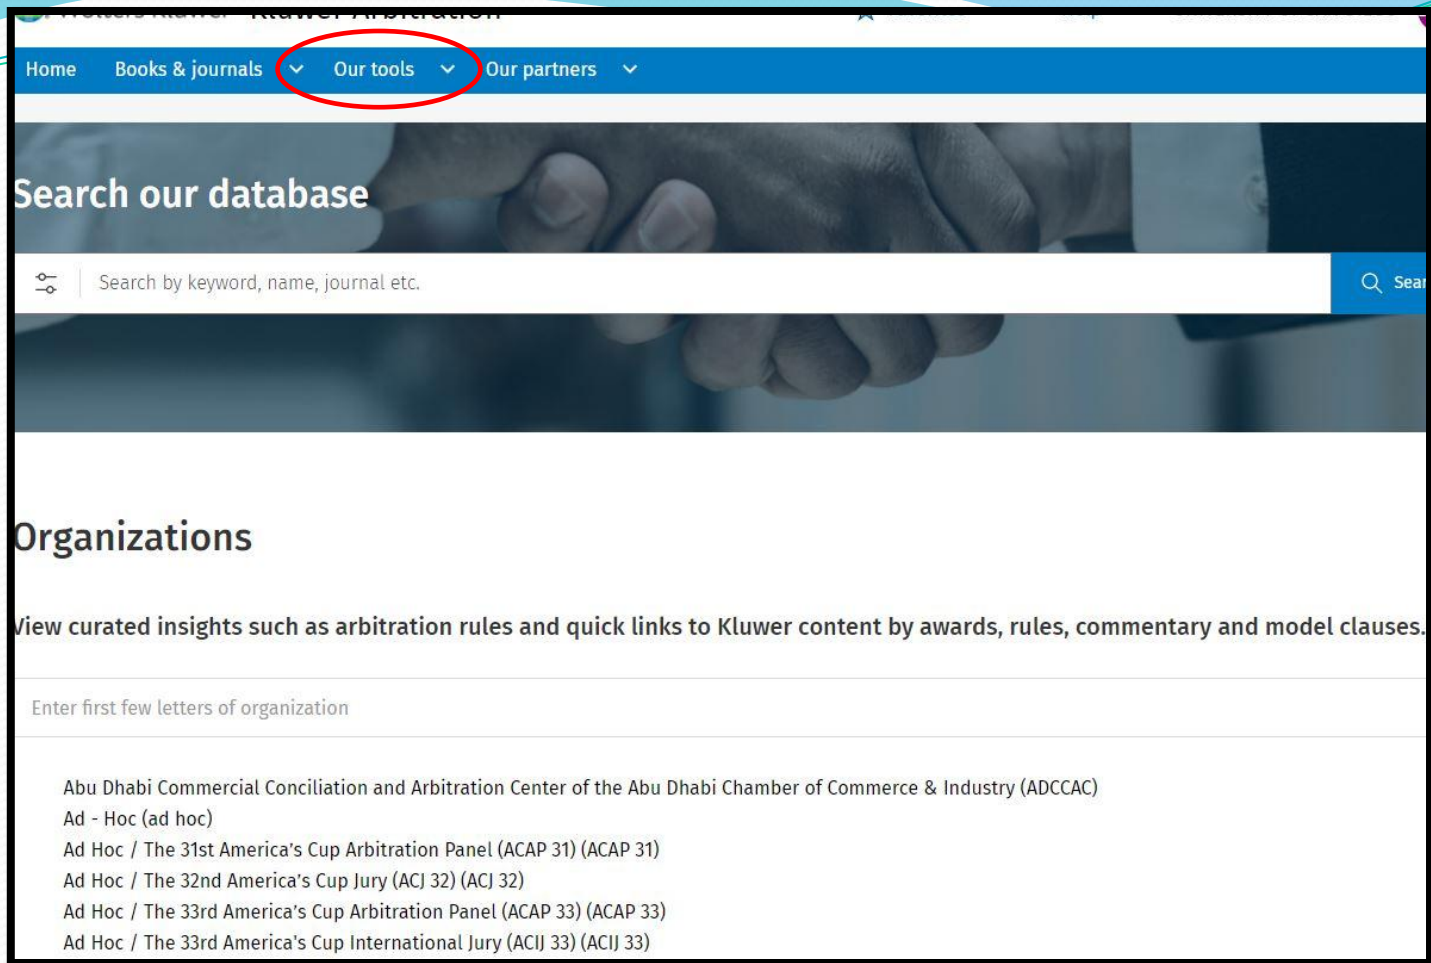 Wolters Kluwer Kluwer Arbitration
Home Books & journals Our tools Our partners
Search our database
Search by keyword, name, journal etc.
Organizations
View curated insights such as arbitration rules and quick links to Kluwer content by awards, rules, commentary and model clauses.
Enter first few letters of organization
Abu Dhabi Commercial Conciliation and Arbitration Center of the Abu Dhabi Chamber of Commerce & Industry (ADCCAC)
Ad - Hoc (ad hoc)
Ad Hoc / The 31st America’s Cup Arbitration Panel (ACAP 31) (ACAP 31)
Ad Hoc / The 32nd America’s Cup Jury (ACJ 32) (ACJ 32)
Ad Hoc / The 33rd America’s Cup Arbitration Panel (ACAP 33) (ACAP 33)
Ad Hoc / The 33rd America's Cup International Jury (ACIJ 33) (ACIJ 33)